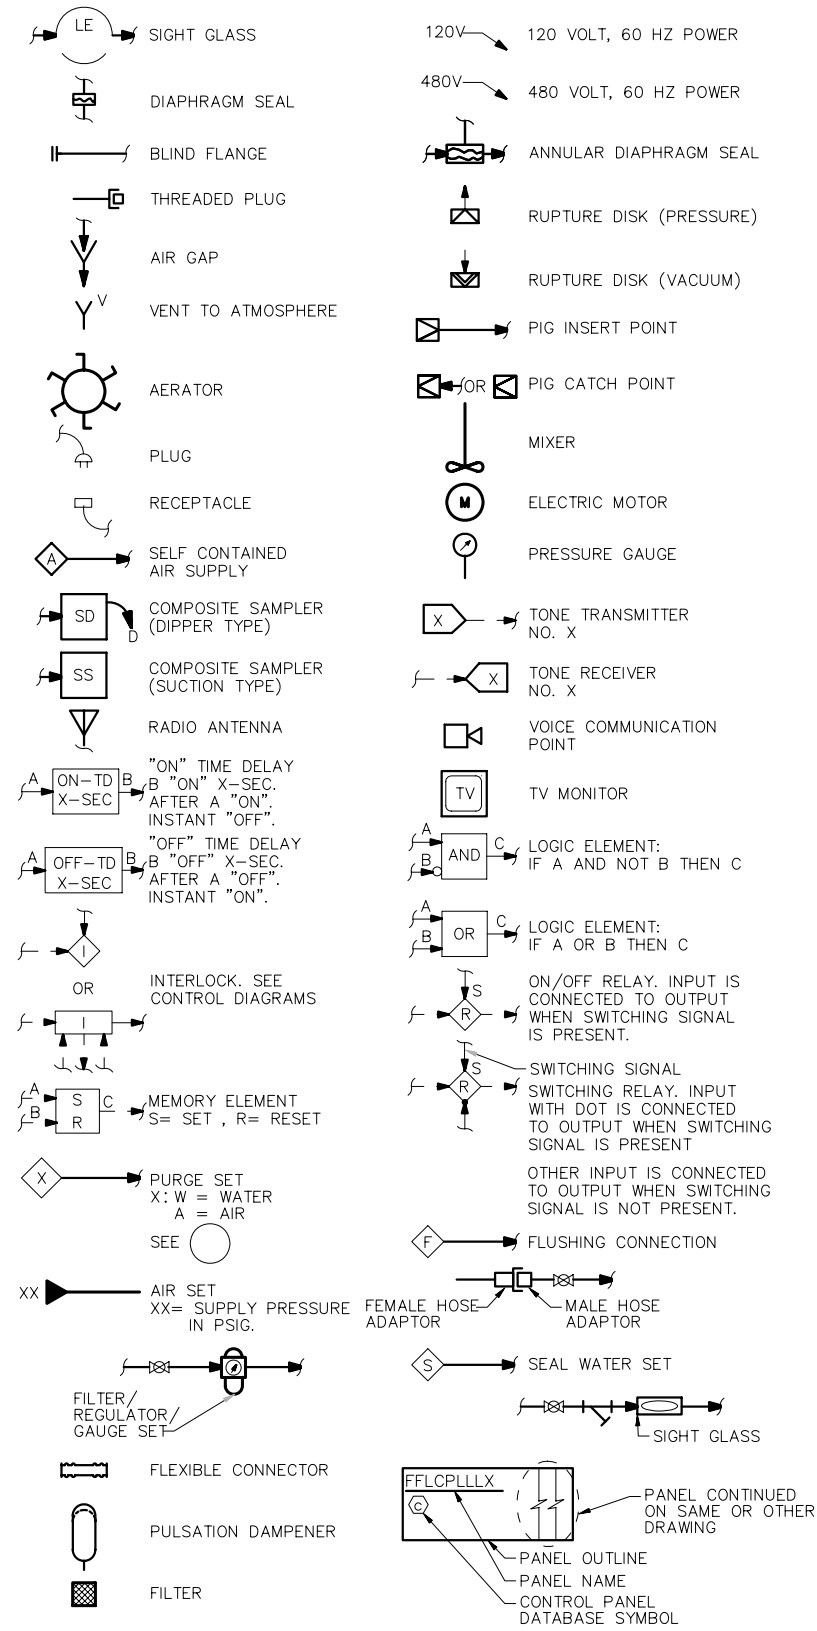 LE
SIGHT GLASS
DIAPHRAGM SEAL
BLIND FLANGE
THREADED PLUG
AIR GAP
V
VENT TO ATMOSPHERE
AERATOR
PLUG
RECEPTACLE
A
SELF CONTAINED
AIR SUPPLY
SD
D
COMPOSITE SAMPLER
(DIPPER TYPE)
SS
COMPOSITE SAMPLER
(SUCTION TYPE)
RADIO ANTENNA
A
ON-TD
X-SEC
B
"ON" TIME DELAY
B "ON" X-SEC.
AFTER A "ON".
INSTANT "OFF".
A
OFF-TD
X-SEC
B
"OFF" TIME DELAY
B "OFF" X-SEC.
AFTER A "OFF".
INSTANT "ON".
I
OR
I
INTERLOCK. SEE
CONTROL DIAGRAMS
A
B
S
R
C
MEMORY ELEMENT
S= SET , R= RESET
X
PURGE SET
X: W = WATER
A = AIR
SEE
XX
AIR SET
XX= SUPPLY PRESSURE
IN PSIG.
FILTER/
REGULATOR/
GAUGE SET
FLEXIBLE CONNECTOR
PULSATION DAMPENER
FILTER
120V
120 VOLT, 60 HZ POWER
480V
480 VOLT, 60 HZ POWER
ANNULAR DIAPHRAGM SEAL
RUPTURE DISK (PRESSURE)
RUPTURE DISK (VACUUM)
PIG INSERT POINT
OR
PIG CATCH POINT
MIXER
M
ELECTRIC MOTOR
PRESSURE GAUGE
X
TONE TRANSMITTER
NO. X
X
TONE RECEIVER
NO. X
VOICE COMMUNICATION
POINT
TV
TV MONITOR
A
B
AND
C
LOGIC ELEMENT:
IF A AND NOT B THEN C
A
B
OR
C
LOGIC ELEMENT:
IF A OR B THEN C
S
R
ON/OFF RELAY. INPUT IS
CONNECTED TO OUTPUT
WHEN SWITCHING SIGNAL
IS PRESENT.
SWITCHING SIGNAL
S
R
SWITCHING RELAY. INPUT
WITH DOT IS CONNECTED
TO OUTPUT WHEN SWITCHING
SIGNAL IS PRESENT
OTHER INPUT IS CONNECTED
TO OUTPUT WHEN SWITCHING
SIGNAL IS NOT PRESENT.
F
FLUSHING CONNECTION
FEMALE HOSE
ADAPTOR
MALE HOSE
ADAPTOR
S
SEAL WATER SET
SIGHT GLASS
FFLCPLLLX
C
PANEL CONTINUED
ON SAME OR OTHER
DRAWING
PANEL OUTLINE
PANEL NAME
CONTROL PANEL
DATABASE SYMBOL